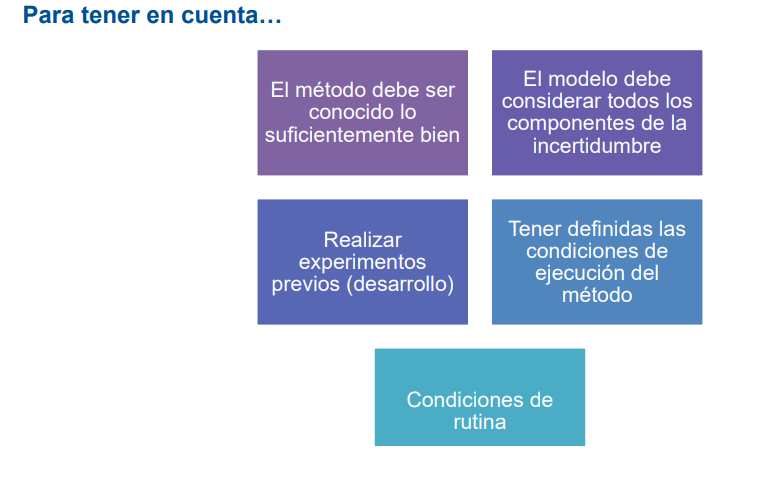 Para tener en cuenta…
El método debe ser
conocido lo
suficientemente bien
El modelo debe
considerar todos los
componentes de la
incertidumbre
Realizar
experimentos
previos (desarrollo)
Tener definidas las
condiciones de
ejecución del
método
Condiciones de
rutina